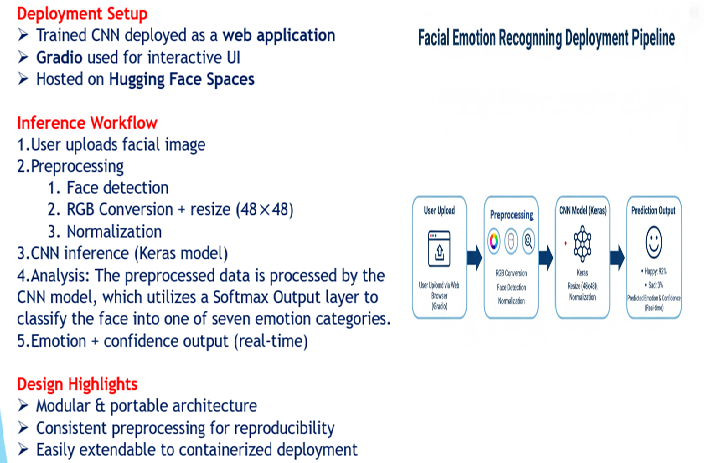 Deployment Setup
➢ Trained CNN deployed as a web application
➢ Gradio used for interactive UI
➢ Hosted on Hugging Face Spaces
Inference Workflow
1.User uploads facial image
2.Preprocessing
1. Face detection
2. RGB Conversion + resize (48×48)
3. Normalization
3.CNN inference (Keras model)
4.Analysis: The preprocessed data is processed by the
CNN model, which utilizes a Softmax Output layer to
classify the face into one of seven emotion categories.
5.Emotion + confidence output (real-time)
Design Highlights
➢ Modular & portable architecture
➢ Consistent preprocessing for reproducibility
➢ Easily extendable to containerized deployment
Facial Emotion Recognning Deployment Pipeline
User Upload
User Upload via Web
Browser
(Gradio)
Preprocessing
RGB Conversion
Face Detection
Normalization
CNN Model (Keras)
Keras
Resize (48x48)
Normalization
Prediction Output
• Happy: 92%
• Sad: 3%
Predicted Emotion & Confidence
(Real-time)